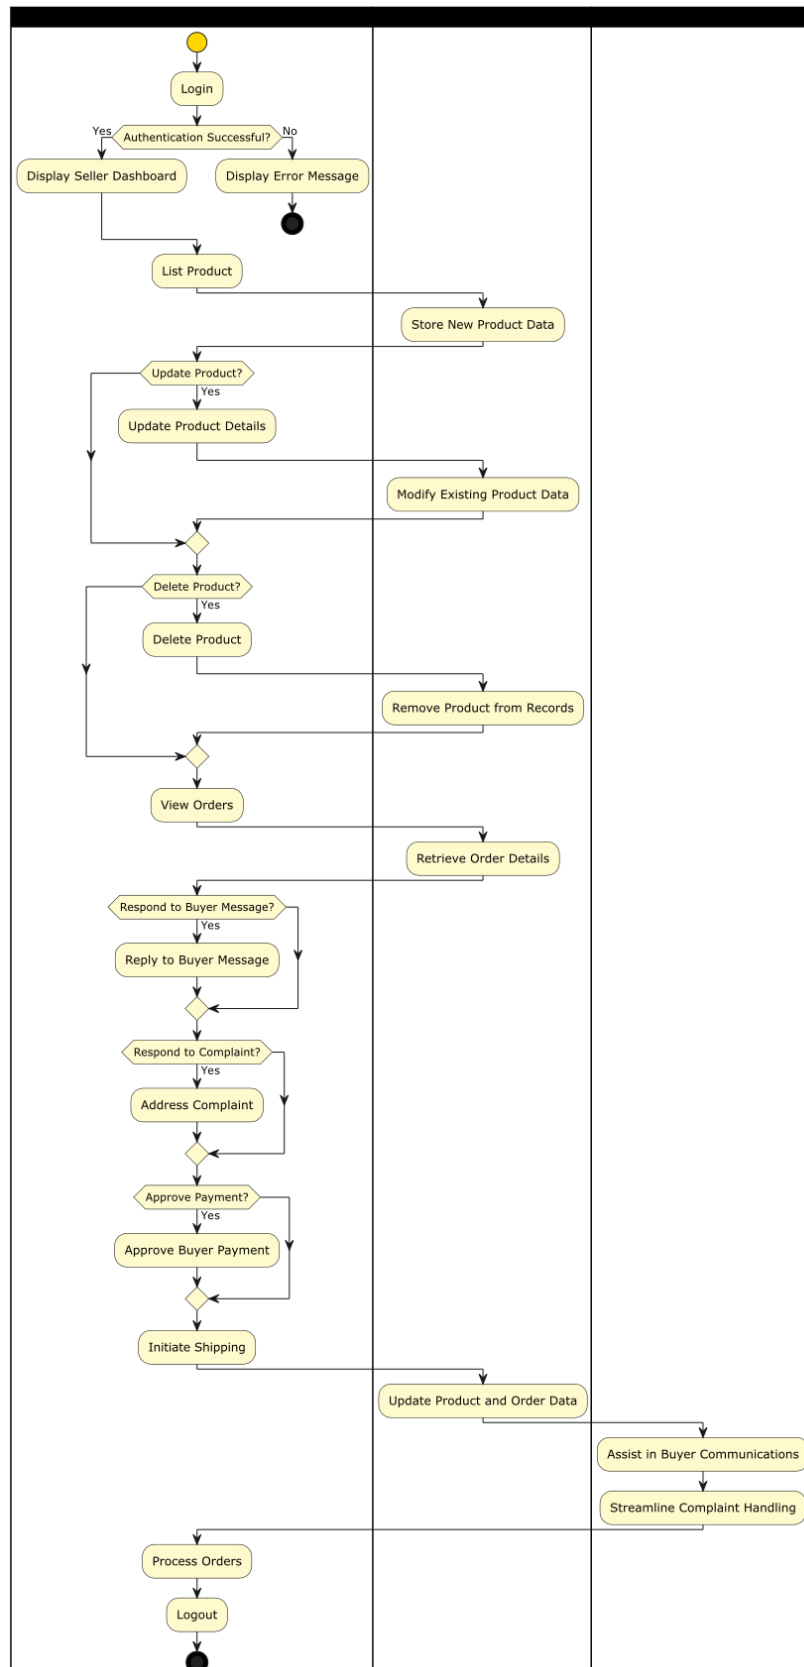 Login
Yes
Authentication Successful?
No
Display Seller Dashboard
Display Error Message
List Product
Store New Product Data
Update Product?
Yes
Update Product Details
Modify Existing Product Data
Delete Product?
Yes
Delete Product
Remove Product from Records
View Orders
Retrieve Order Details
Respond to Buyer Message?
Yes
Reply to Buyer Message
Respond to Complaint?
Yes
Address Complaint
Approve Payment?
Yes
Approve Buyer Payment
Initiate Shipping
Update Product and Order Data
Assist in Buyer Communications
Streamline Complaint Handling
Process Orders
Logout